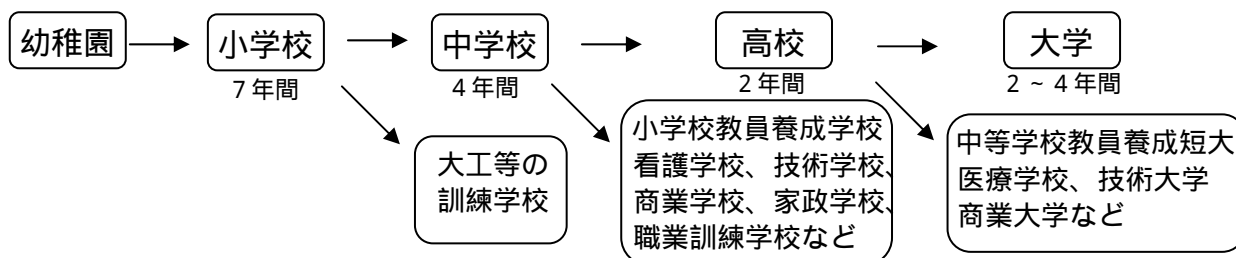 幼稚園
小学校
7年間
中学校
4年間
高校
2年間
大学
2～4年間
大工等の
訓練学校
小学校教員養成学校
看護学校、技術学校、
商業学校、家政学校、
職業訓練学校など
中等学校教員養成短大
医療学校、技術大学
商業大学など